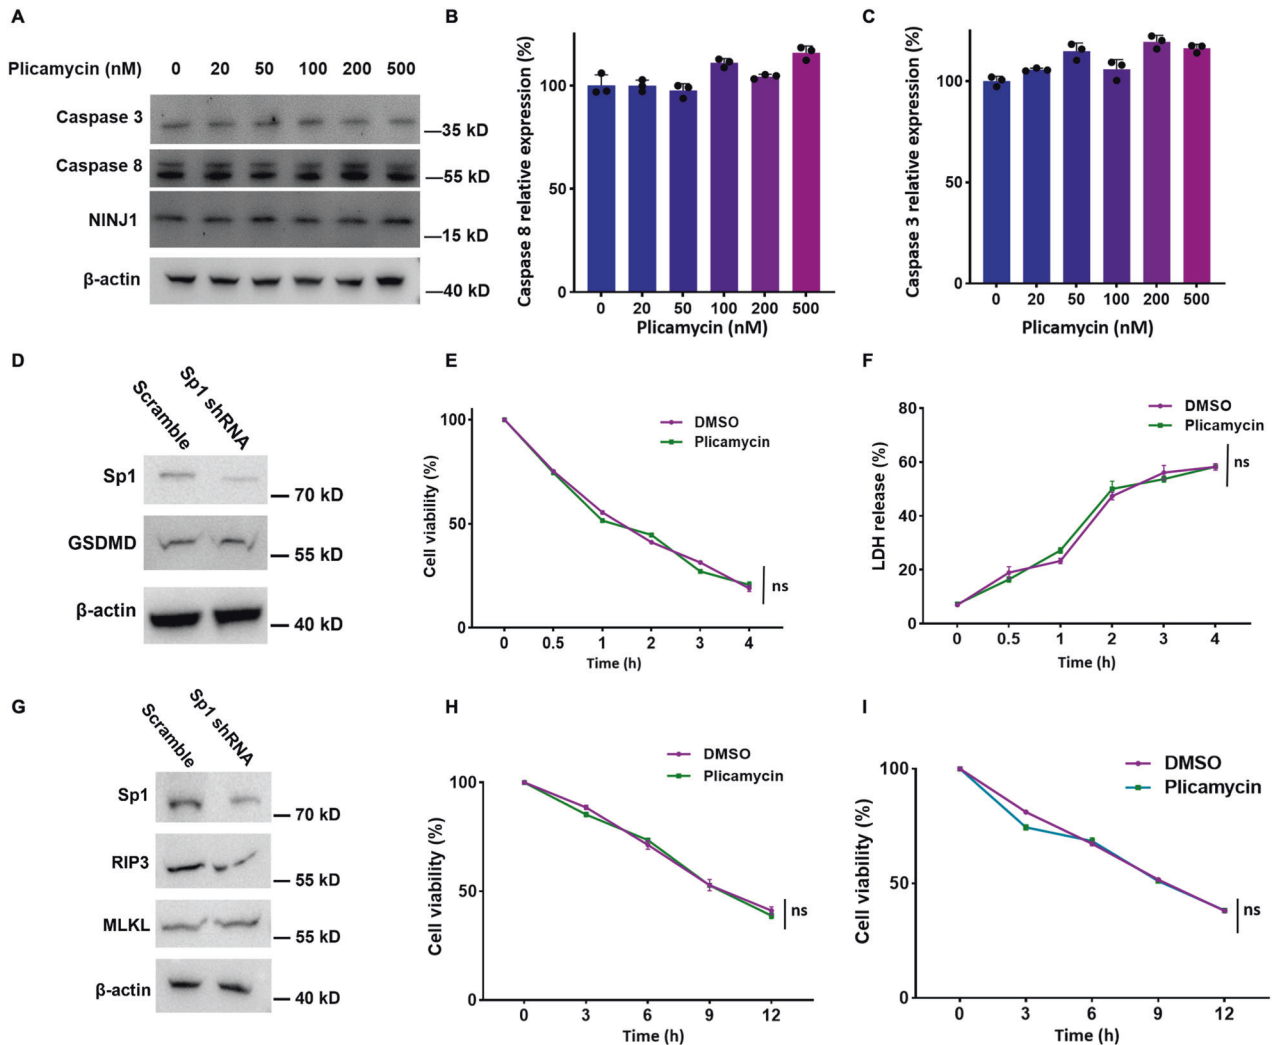 A
Plicamycin (nM) 0 20 50 100 200 500
Caspase 3
35 kD
Caspase 8
55 kD
NINJ1
15 kD
β-actin
40 kD
B
Caspase 8 relative expression (%)
100
50
0
0 20 50 100 200 500
Plicamycin (nM)
C
Caspase 3 relative expression (%)
100
50
0
0 20 50 100 200 500
Plicamycin (nM)
D
Scramble
Sp1 shRNA
Sp1
70 kD
GSDMD
55 kD
β-actin
40 kD
E
Cell viability (%)
100
50
0
DMSO
Plicamycin
ns
0 0.5 1 2 3 4
Time (h)
F
LDH release (%)
80
60
40
20
0
DMSO
Plicamycin
ns
0 0.5 1 2 3 4
Time (h)
G
Scramble
Sp1 shRNA
Sp1
70 kD
RIP3
55 kD
MLKL
55 kD
β-actin
40 kD
H
Cell viability (%)
100
50
0
DMSO
Plicamycin
ns
0 3 6 9 12
Time (h)
I
Cell viability (%)
100
50
0
DMSO
Plicamycin
ns
0 3 6 9 12
Time (h)